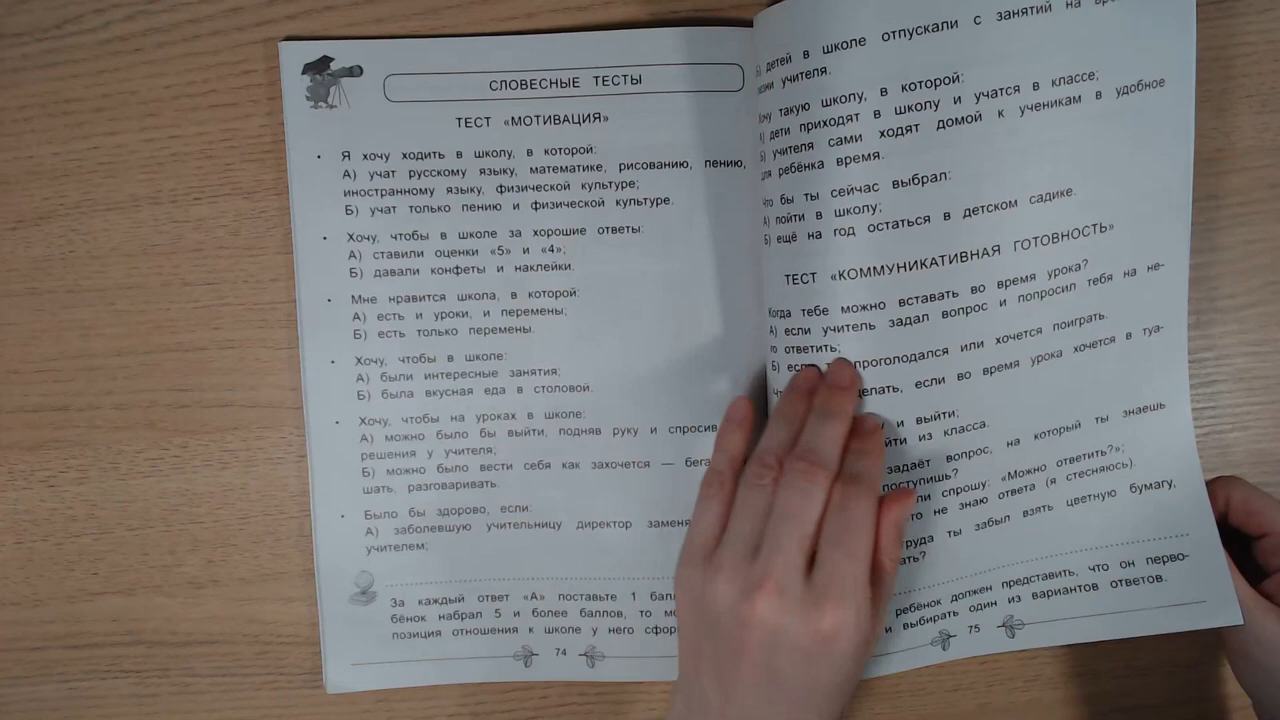 СЛОВЕСНЫЕ ТЕСТЫ
ТЕСТ «МОТИВАЦИЯ»
• Я хочу ходить в школу, в которой:
А) учат русскому языку, математике, рисованию, пению,
иностранному языку, физической культуре;
Б) учат только пению и физической культуре.
• Хочу, чтобы в школе за хорошие ответы:
А) ставили оценки «5» и «4»;
Б) давали конфеты и наклейки.
• Мне нравится школа, в которой:
А) есть и уроки, и перемены;
Б) есть только перемены.
• Хочу, чтобы в школе:
А) были интересные занятия;
Б) была вкусная еда в столовой.
• Хочу, чтобы на уроках в школе:
А) можно было бы выйти, подняв руку и спросив
решения у учителя;
Б) можно было вести себя как захочется —
шать, разговаривать.
• Было бы здорово, если:
А) заболевшую учительницу директор
учителем;
За каждый ответ «А» поставьте 1
бёнок набрал 5 и более баллов, то
позиция отношения к школе у него
74
Б) детей в школе отпускали с занятий на
учителя.
такую школу, в которой:
А) дети приходят в школу и учатся в классе;
Б) учителя сами ходят домой к ученикам в удобное
для ребёнка время.
Что бы ты сейчас выбрал:
А) пойти в школу;
Б) ещё на год остаться в детском садике.
ТЕСТ «КОММУНИКАТИВНАЯ ГОТОВНОСТЬ»
Когда тебе можно вставать во время урока?
А) если учитель задал вопрос и попросил тебя на не-
го ответить;
Б) проголодался или хочется поиграть.
делать, если во время урока хочется в туа-
и выйти;
из класса.
задаёт вопрос, на который ты знаешь
поступишь?
спрошу: «Можно ответить?»;
не знаю ответа (я стесняюсь).
труда ты забыл взять цветную бумагу,
ребёнок должен представить, что он перво-
и выбирать один из вариантов ответов.
75